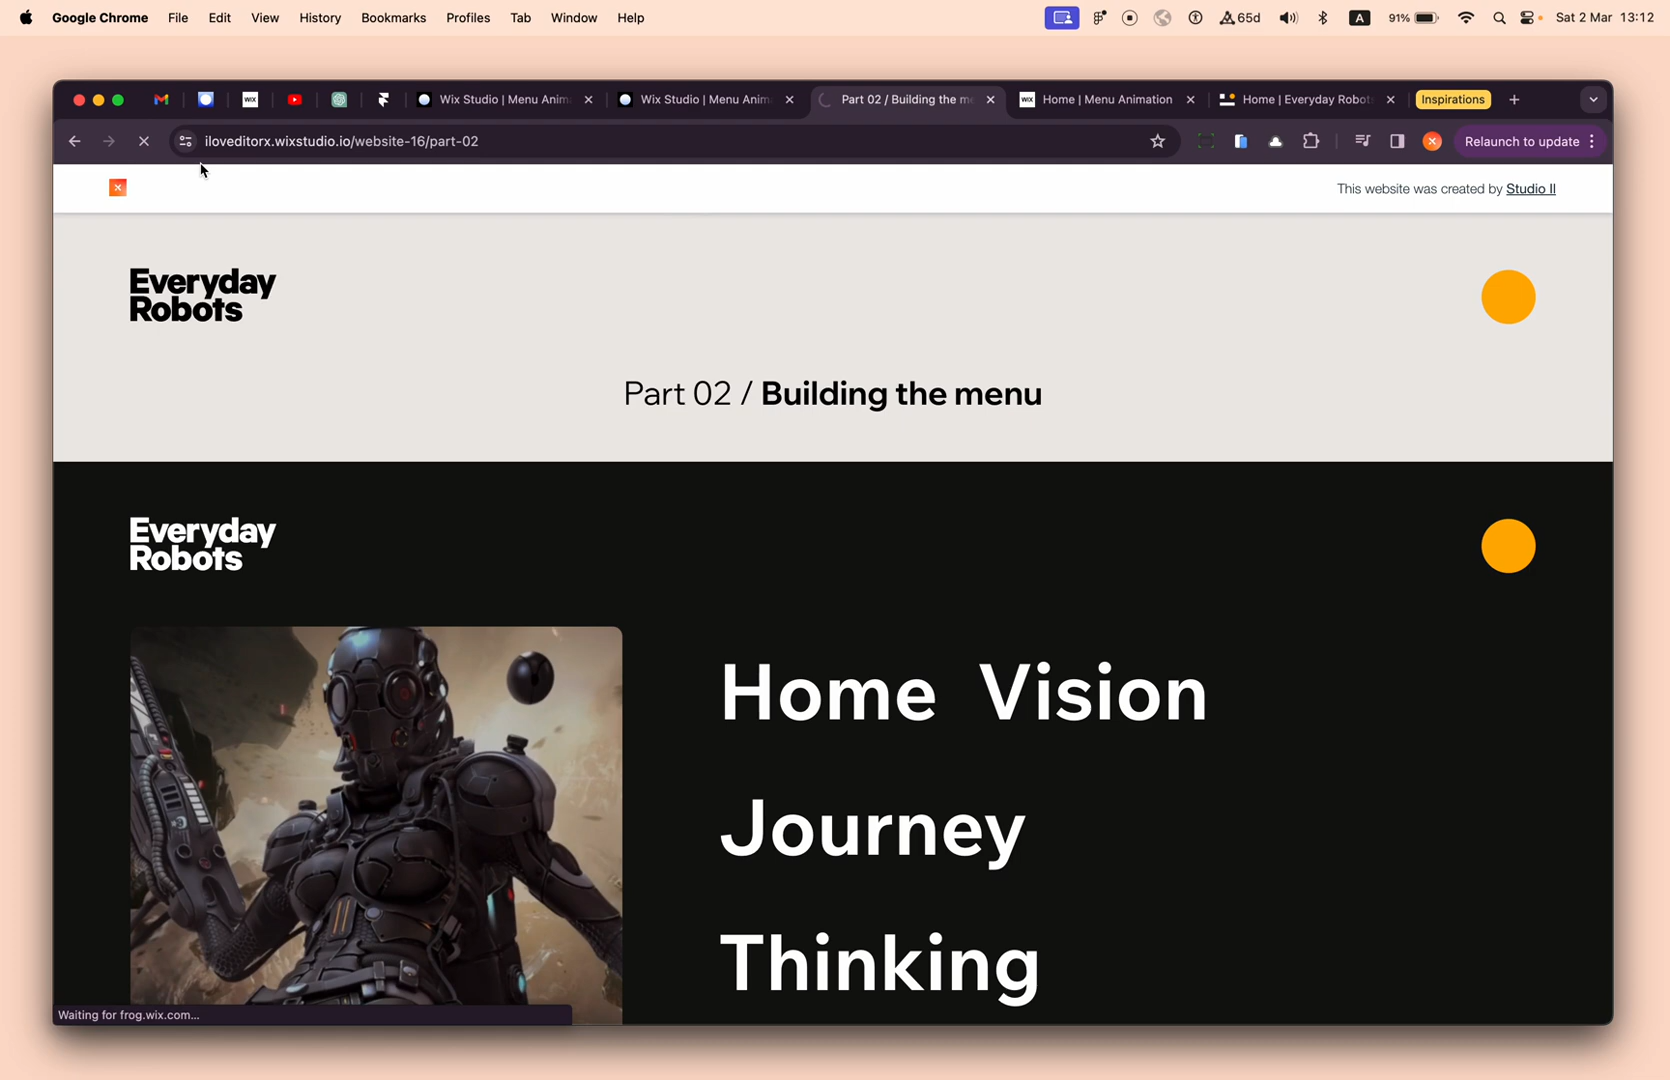 Google Chrome File Edit View History Bookmarks Profiles Tab Window Help
65d A 91% Sat 2 Mar 13:12
WIX Wix Studio | Menu Anim Wix Studio | Menu Anim Part 02 / Building the m WIX Home | Menu Animation Home | Everyday Robot Inspirations
iloveditorx.wixstudio.io/website-16/part-02
Relaunch to update
This website was created by Studio II
Everyday
Robots
Part 02 / Building the menu
Everyday
Robots
Home Vision
Journey
Thinking
Waiting for frog.wix.com...